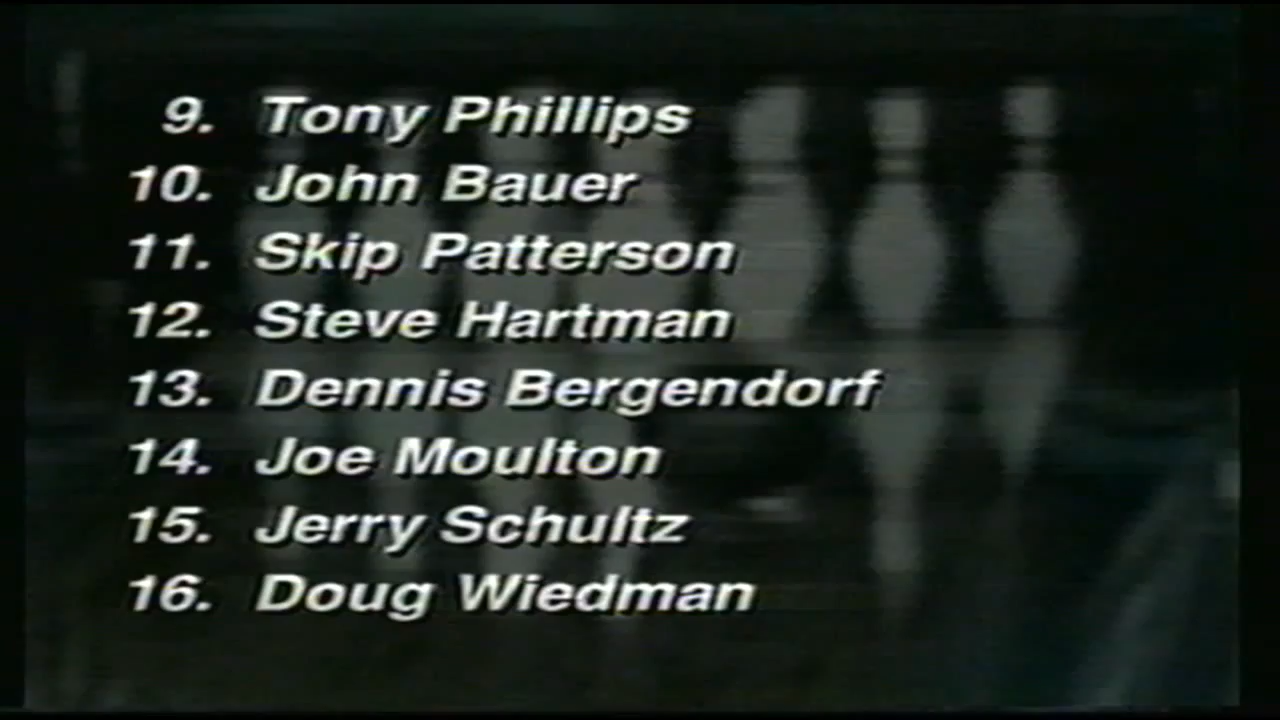 9. Tony Phillips
10. John Bauer
11. Skip Patterson
12. Steve Hartman
13. Dennis Bergendorf
14. Joe Moulton
15. Jerry Schultz
16. Doug Wiedman